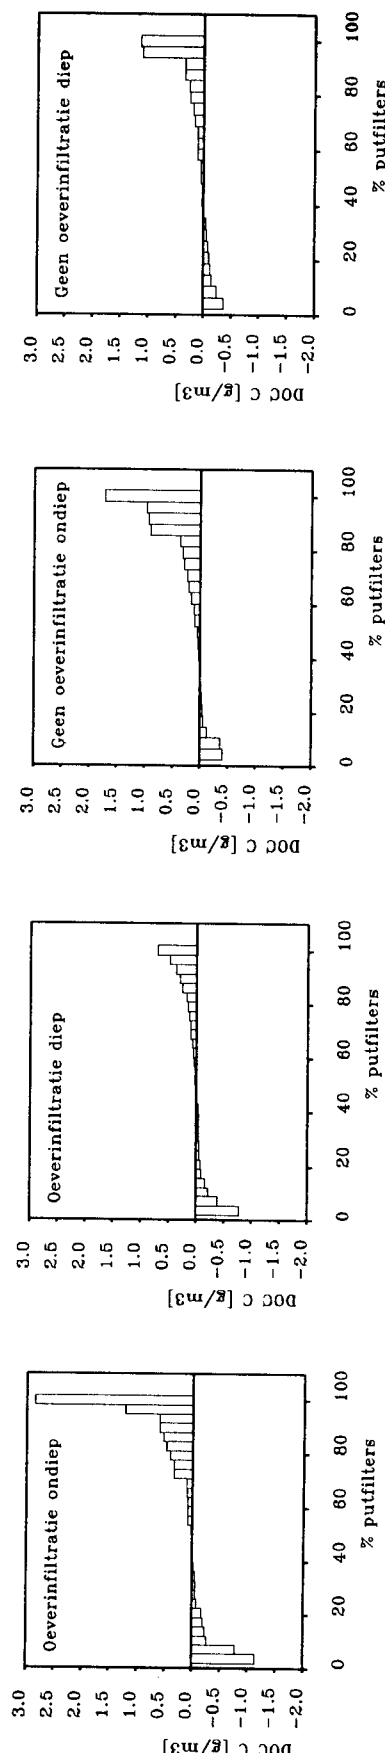 Oeverinfiltratie ondiep
3.0
2.5
2.0
1.5
1.0
0.5
0.0
-0.5
-1.0
-1.5
-2.0
DOC C [g/m3]
0 20 40 60 80 100
% putfilters
Oeverinfiltratie diep
3.0
2.5
2.0
1.5
1.0
0.5
0.0
-0.5
-1.0
-1.5
-2.0
DOC C [g/m3]
0 20 40 60 80 100
% putfilters
Geen oeverinfiltratie ondiep
3.0
2.5
2.0
1.5
1.0
0.5
0.0
-0.5
-1.0
-1.5
-2.0
DOC C [g/m3]
0 20 40 60 80 100
% putfilters
Geen oeverinfiltratie diep
3.0
2.5
2.0
1.5
1.0
0.5
0.0
-0.5
-1.0
-1.5
-2.0
DOC C [g/m3]
0 20 40 60 80 100
% putfilters